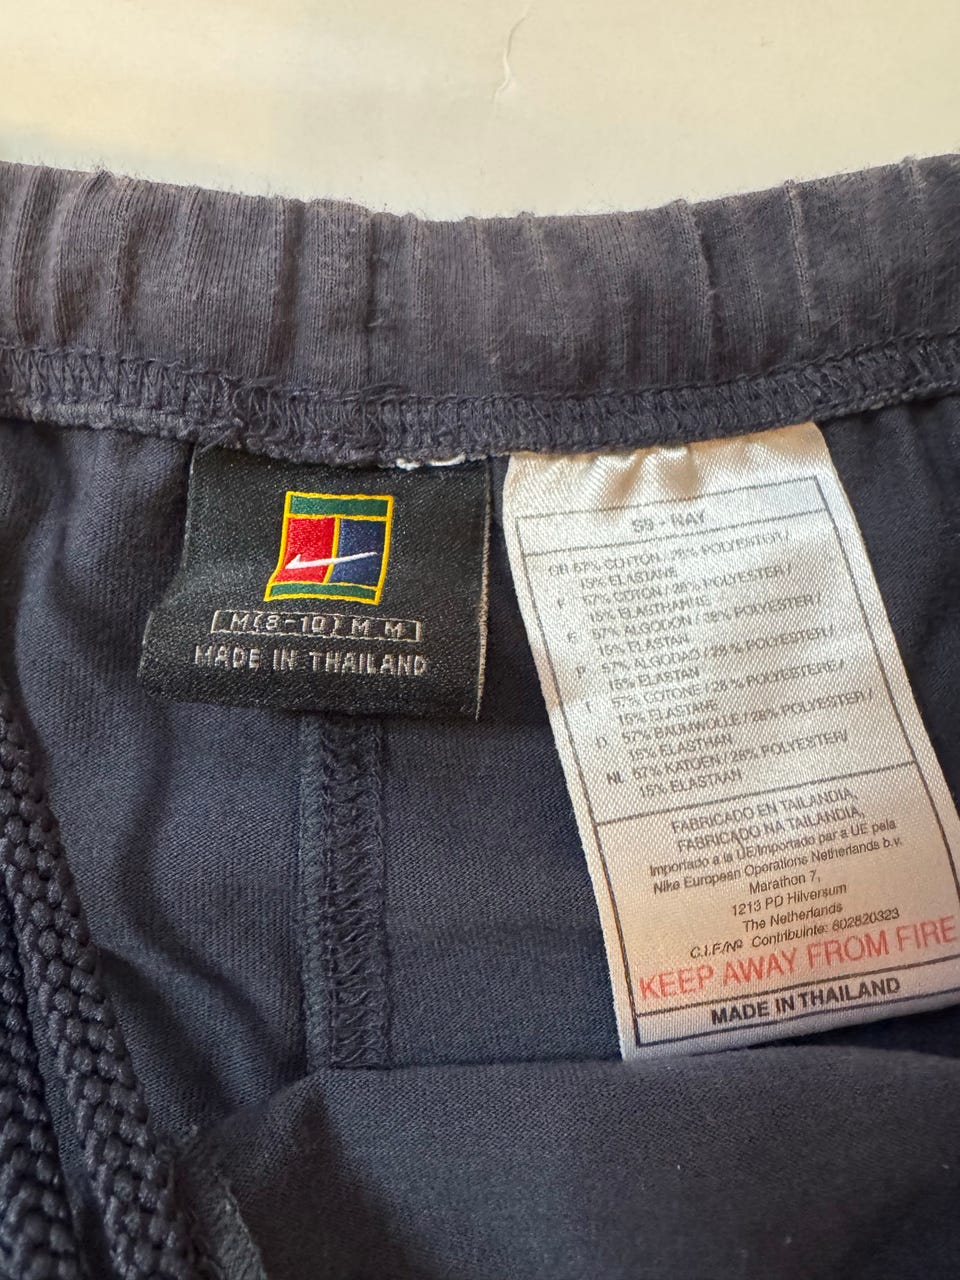 M(8-10) M M
MADE IN THAILAND
S9 - RAY
GB 57% COTTON / 28% POLYESTER /
15% ELASTANE
F 57% COTON / 28% POLYESTER /
15% ELASTHANNE
E 57% ALGODON / 28% POLYESTER /
15% ELASTAN
P 57% ALGODAO / 28 % POLYESTER /
15% ELASTAN
I 57% COTONE / 28 % POLYESTERE /
15% ELASTANE
D 57% BAUMWOLLE / 28% POLYESTER /
15% ELASTHAN
NL 57% KATOEN / 28% POLYESTER/
15% ELASTAAN
FABRICADO EN TAILANDIA,
FABRICADO NA TAILANDIA,
Importado a la UE/Importado par a UE pela
Nike European Operations Netherlands b.v.
Marathon 7,
1213 PD Hilversum
The Netherlands
C.I.F/Nº Contribuinte: 802820323
KEEP AWAY FROM FIRE
MADE IN THAILAND